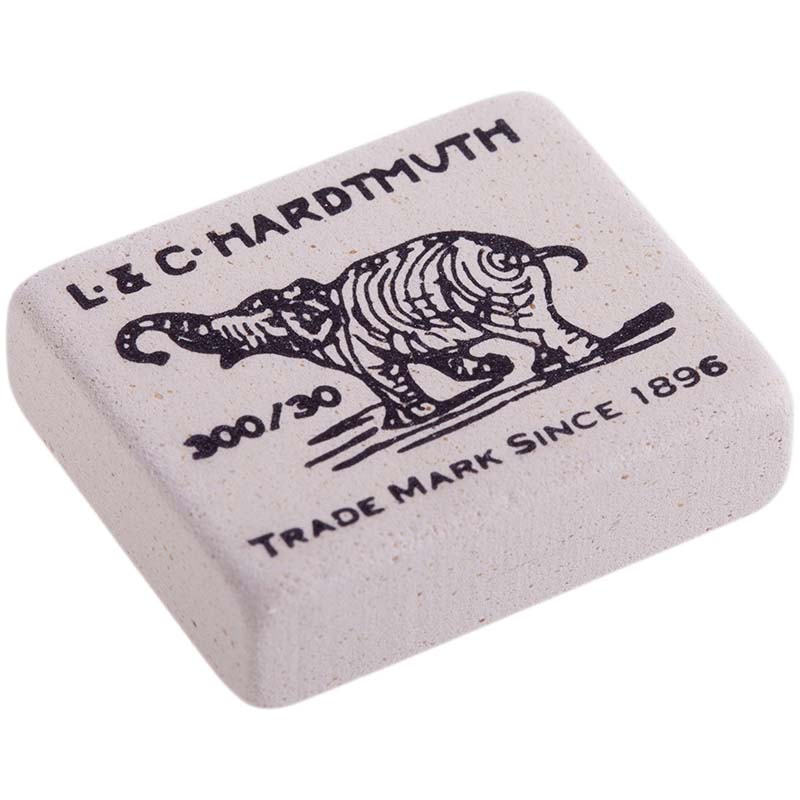 L. & C. HARDTMUTH
300/30
TRADE MARK SINCE 1896